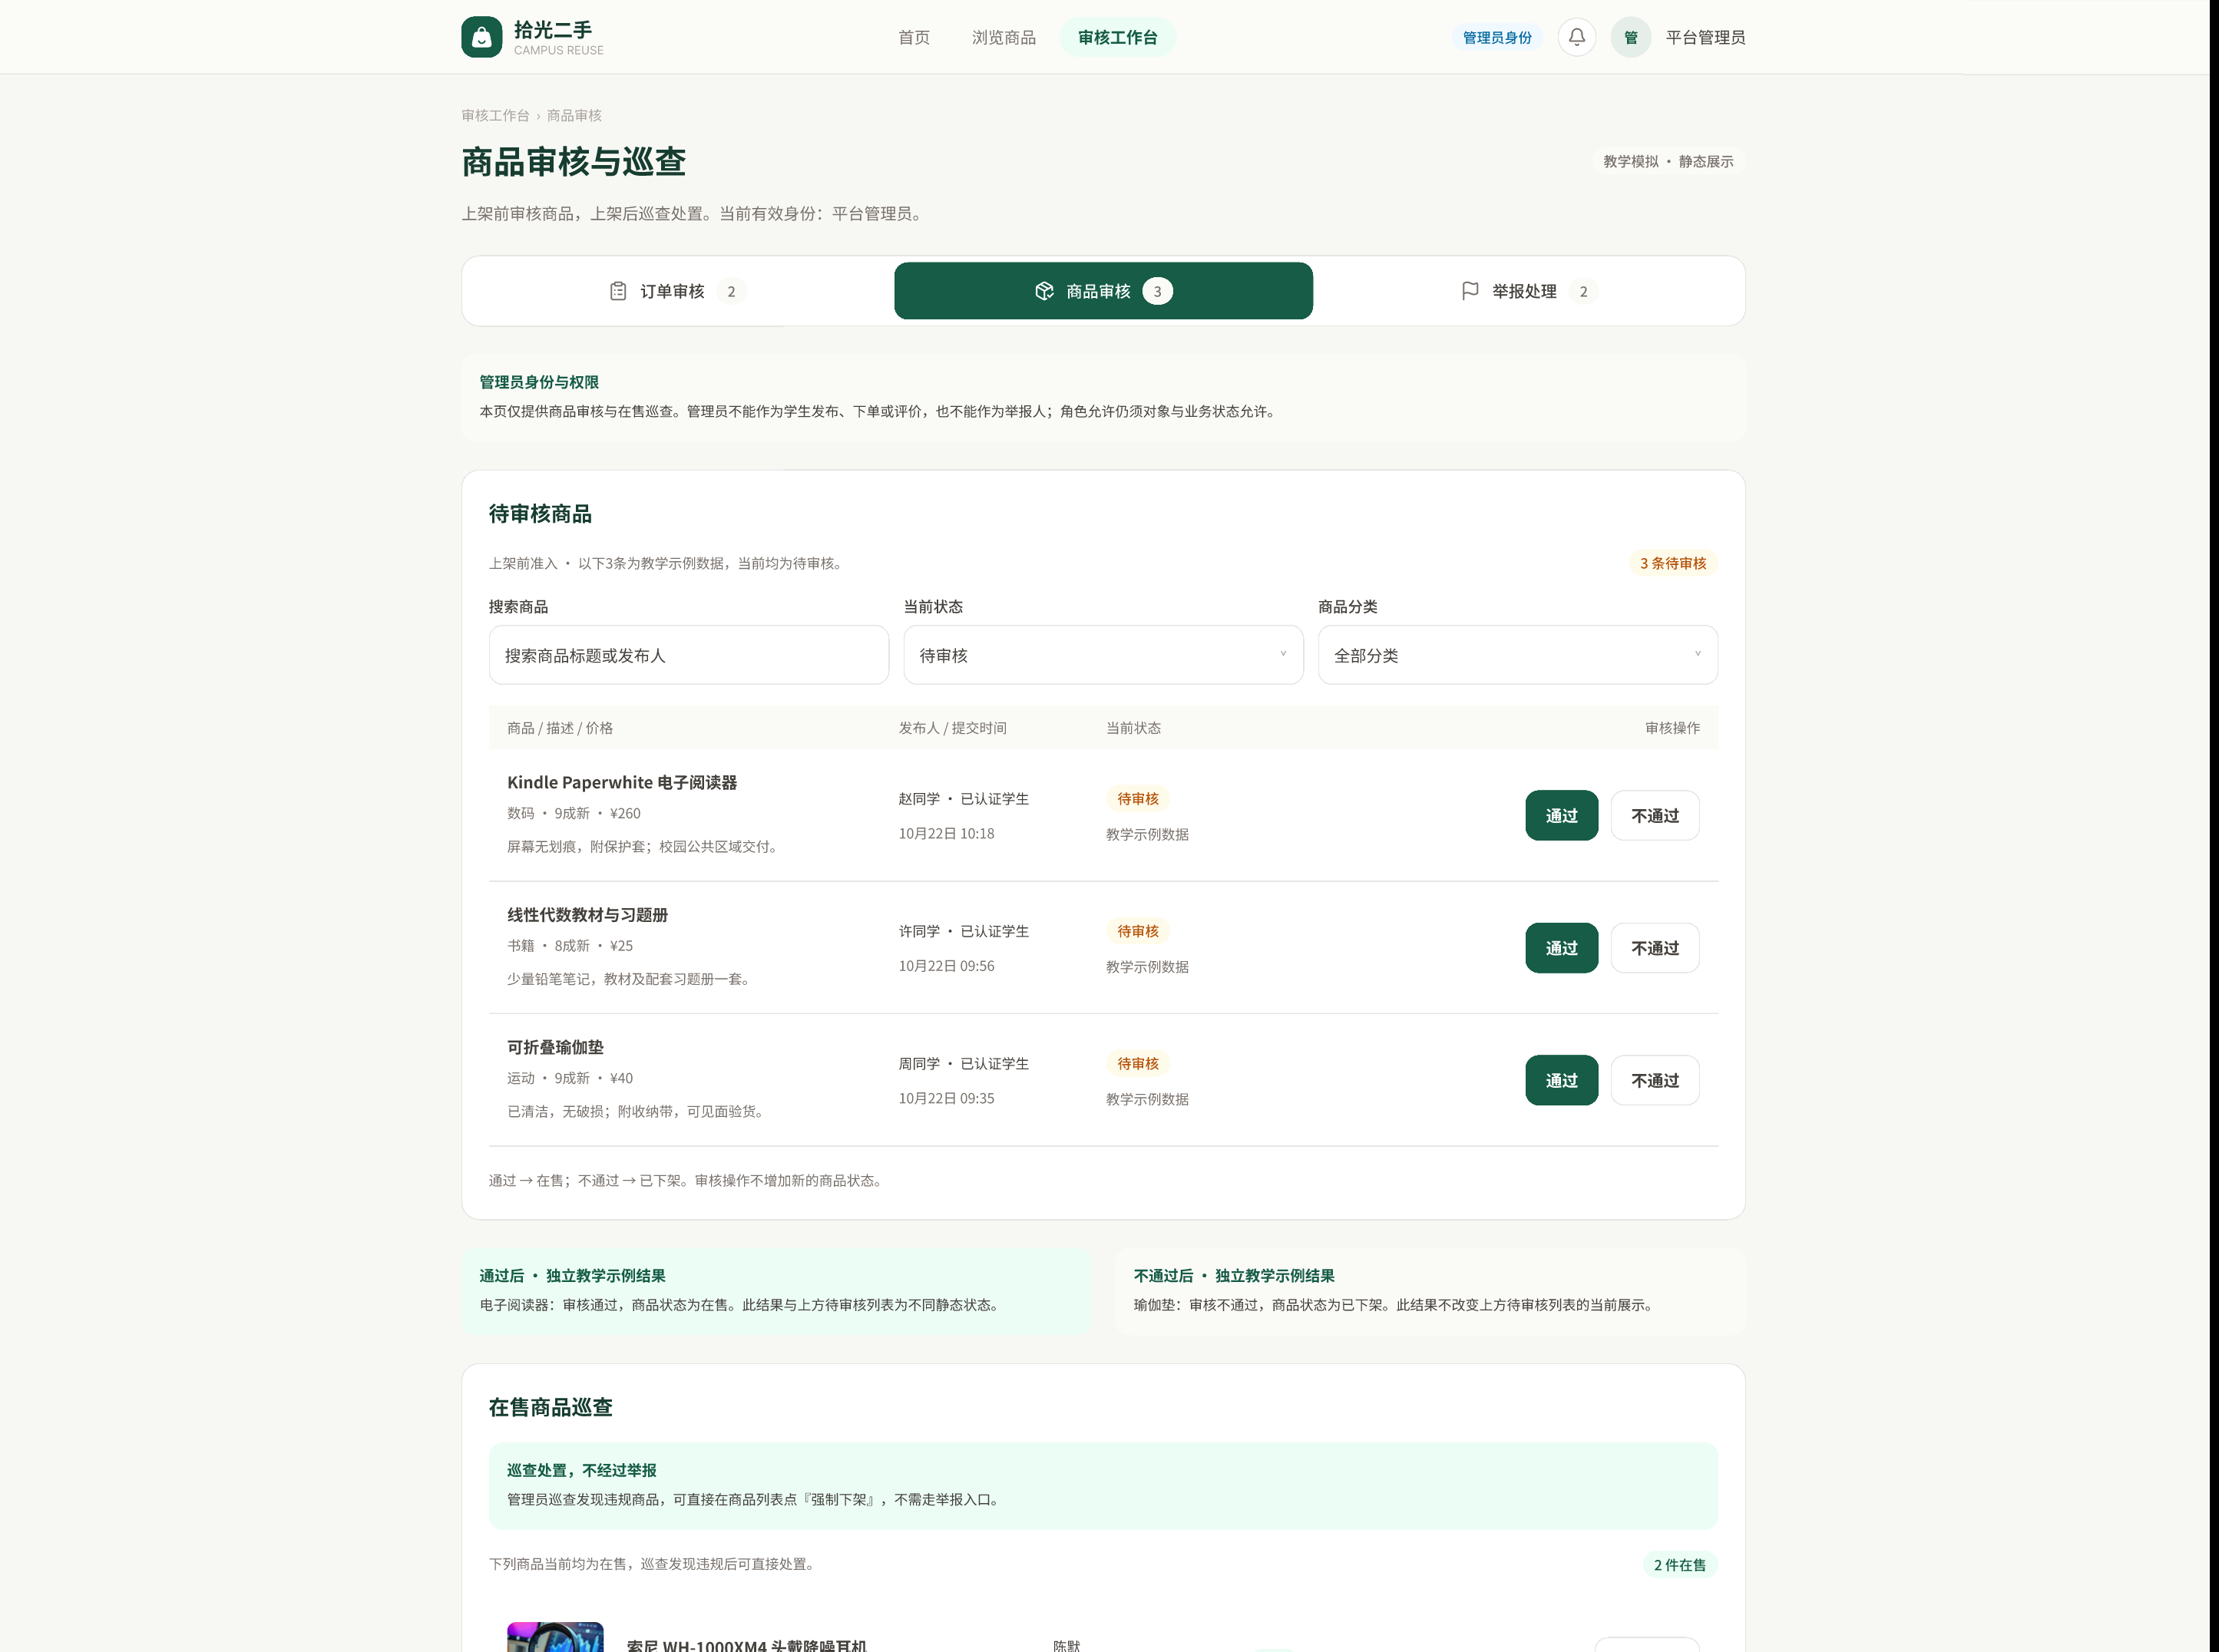 拾光二手
CAMPUS REUSE
首页
浏览商品
审核工作台
管理员身份
管
平台管理员
审核工作台 › 商品审核
商品审核与巡查
教学模拟 · 静态展示
上架前审核商品，上架后巡查处置。当前有效身份：平台管理员。
订单审核 2
商品审核 3
举报处理 2
管理员身份与权限
本页仅提供商品审核与在售巡查。管理员不能作为学生发布、下单或评价，也不能作为举报人；角色允许仍须对象与业务状态允许。
待审核商品
上架前准入 · 以下3条为教学示例数据，当前均为待审核。
3 条待审核
搜索商品
当前状态
商品分类
搜索商品标题或发布人
待审核
全部分类
商品 / 描述 / 价格
发布人 / 提交时间
当前状态
审核操作
Kindle Paperwhite 电子阅读器
数码 · 9成新 · ¥260
屏幕无划痕，附保护套；校园公共区域交付。
赵同学 · 已认证学生
10月22日 10:18
待审核
教学示例数据
通过
不通过
线性代数教材与习题册
书籍 · 8成新 · ¥25
少量铅笔笔记，教材及配套习题册一套。
许同学 · 已认证学生
10月22日 09:56
待审核
教学示例数据
通过
不通过
可折叠瑜伽垫
运动 · 9成新 · ¥40
已清洁，无破损；附收纳带，可见面验货。
周同学 · 已认证学生
10月22日 09:35
待审核
教学示例数据
通过
不通过
通过 → 在售；不通过 → 已下架。审核操作不增加新的商品状态。
通过后 · 独立教学示例结果
电子阅读器：审核通过，商品状态为在售。此结果与上方待审核列表为不同静态状态。
不通过后 · 独立教学示例结果
瑜伽垫：审核不通过，商品状态为已下架。此结果不改变上方待审核列表的当前展示。
在售商品巡查
巡查处置，不经过举报
管理员巡查发现违规商品，可直接在商品列表点『强制下架』，不需走举报入口。
下列商品当前均为在售，巡查发现违规后可直接处置。
2 件在售
索尼 WH-1000XM4 头戴降噪耳机
陈默